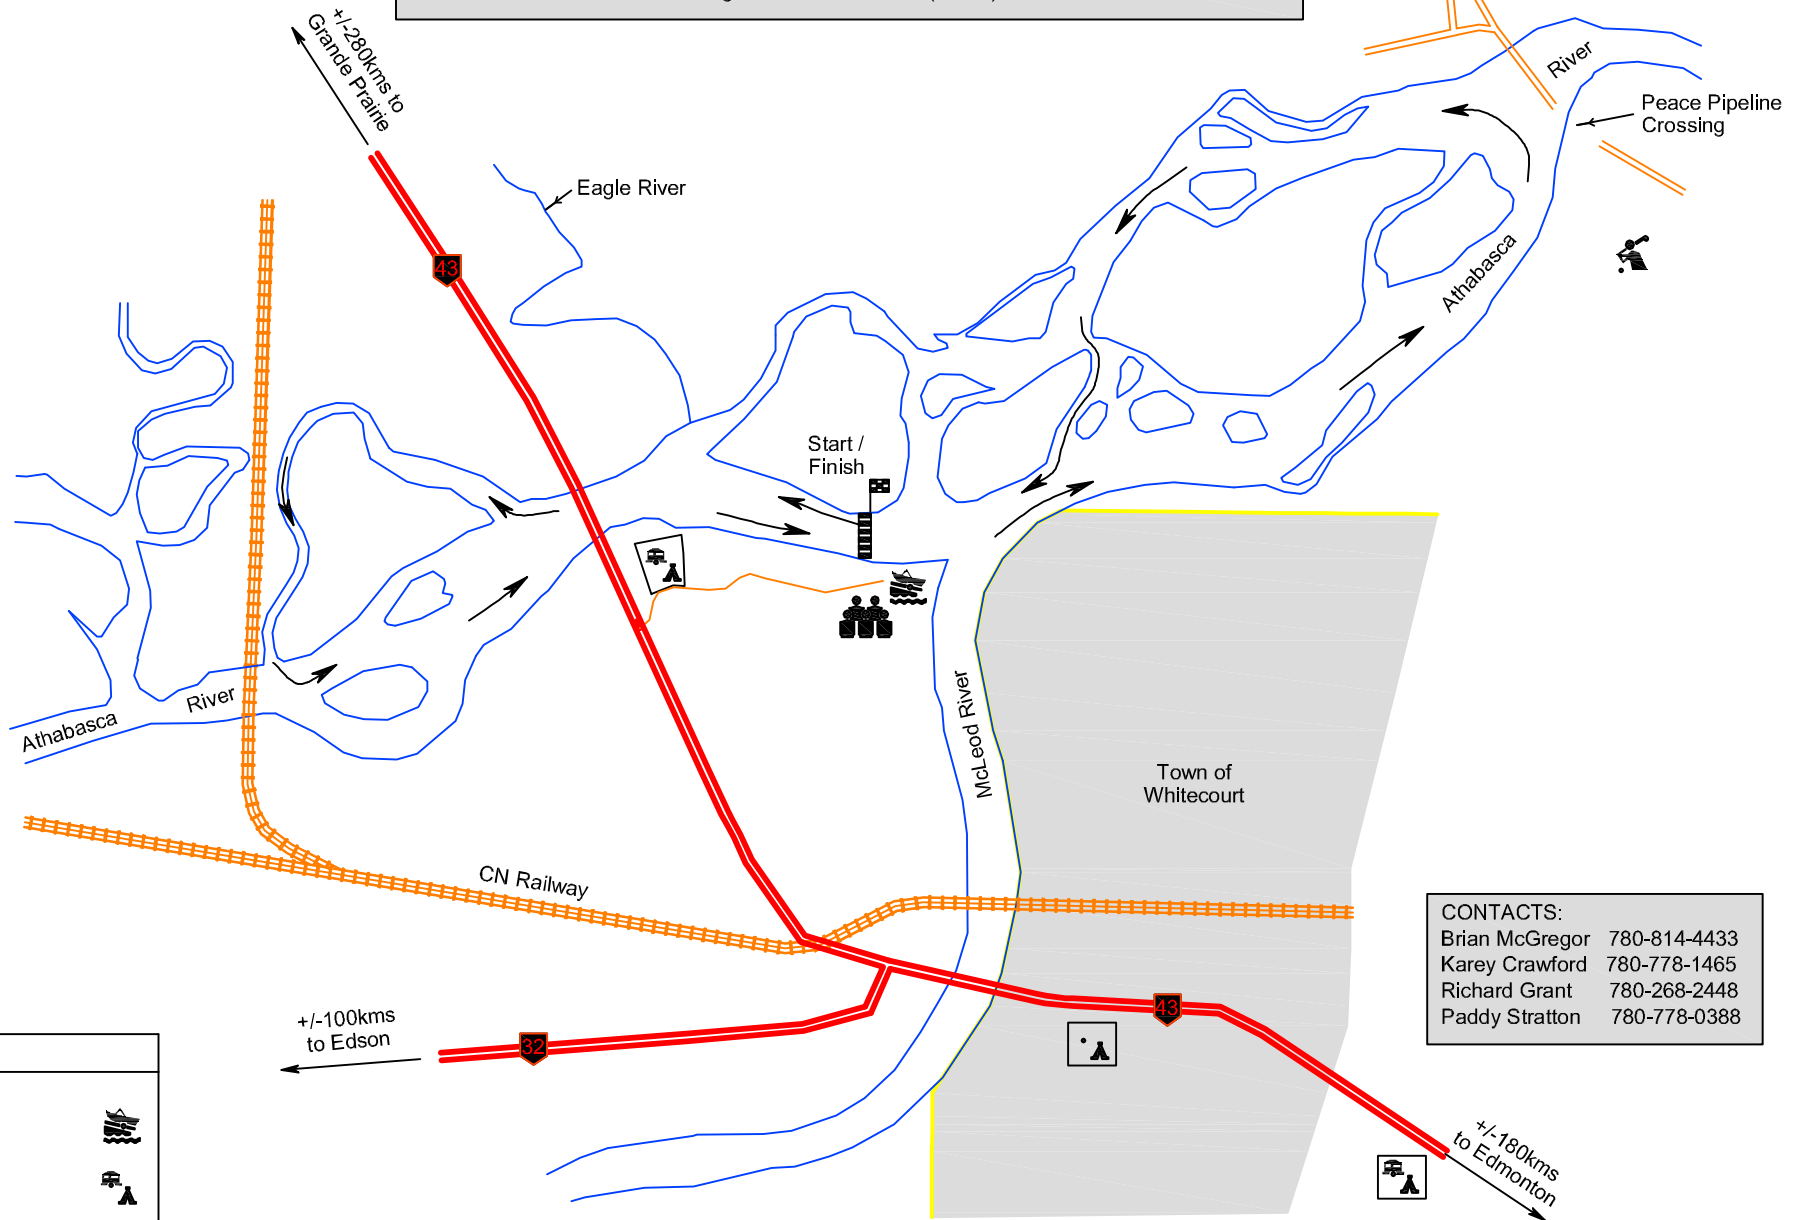 +/-280kms to
Grande Prairie
River
Peace Pipeline
Crossing
Eagle River
43
Athabasca
Start /
Finish
River
Athabasca
McLeod River
Town of
Whitecourt
CN Railway
CONTACTS:
Brian McGregor 780-814-4433
Karey Crawford 780-778-1465
Richard Grant 780-268-2448
Paddy Stratton 780-778-0388
43
+/-100kms
to Edson
32
+/-180kms
to Edmonton